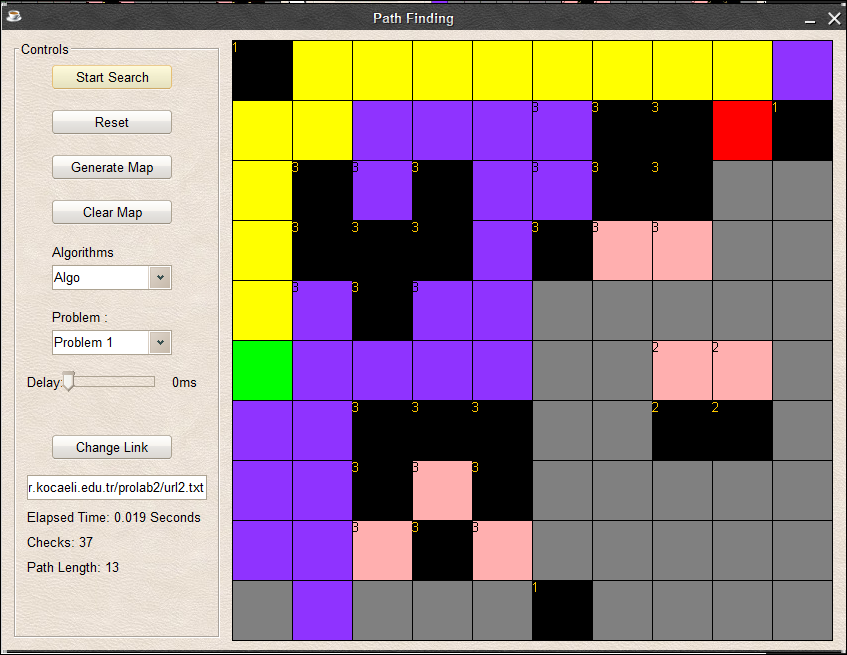 Path Finding
Controls
Start Search
Reset
Generate Map
Clear Map
Algorithms
Algo
Problem :
Problem 1
Delay: 0ms
Change Link
r.kocaeli.edu.tr/prolab2/url2.txt
Elapsed Time: 0.019 Seconds
Checks: 37
Path Length: 13
1
3 3 3 1
3 3 3 3 3 3
3 3 3 3 3 3
3 3 3
2 2
3 3 3 2 2
3 3 3
3 3 3
1